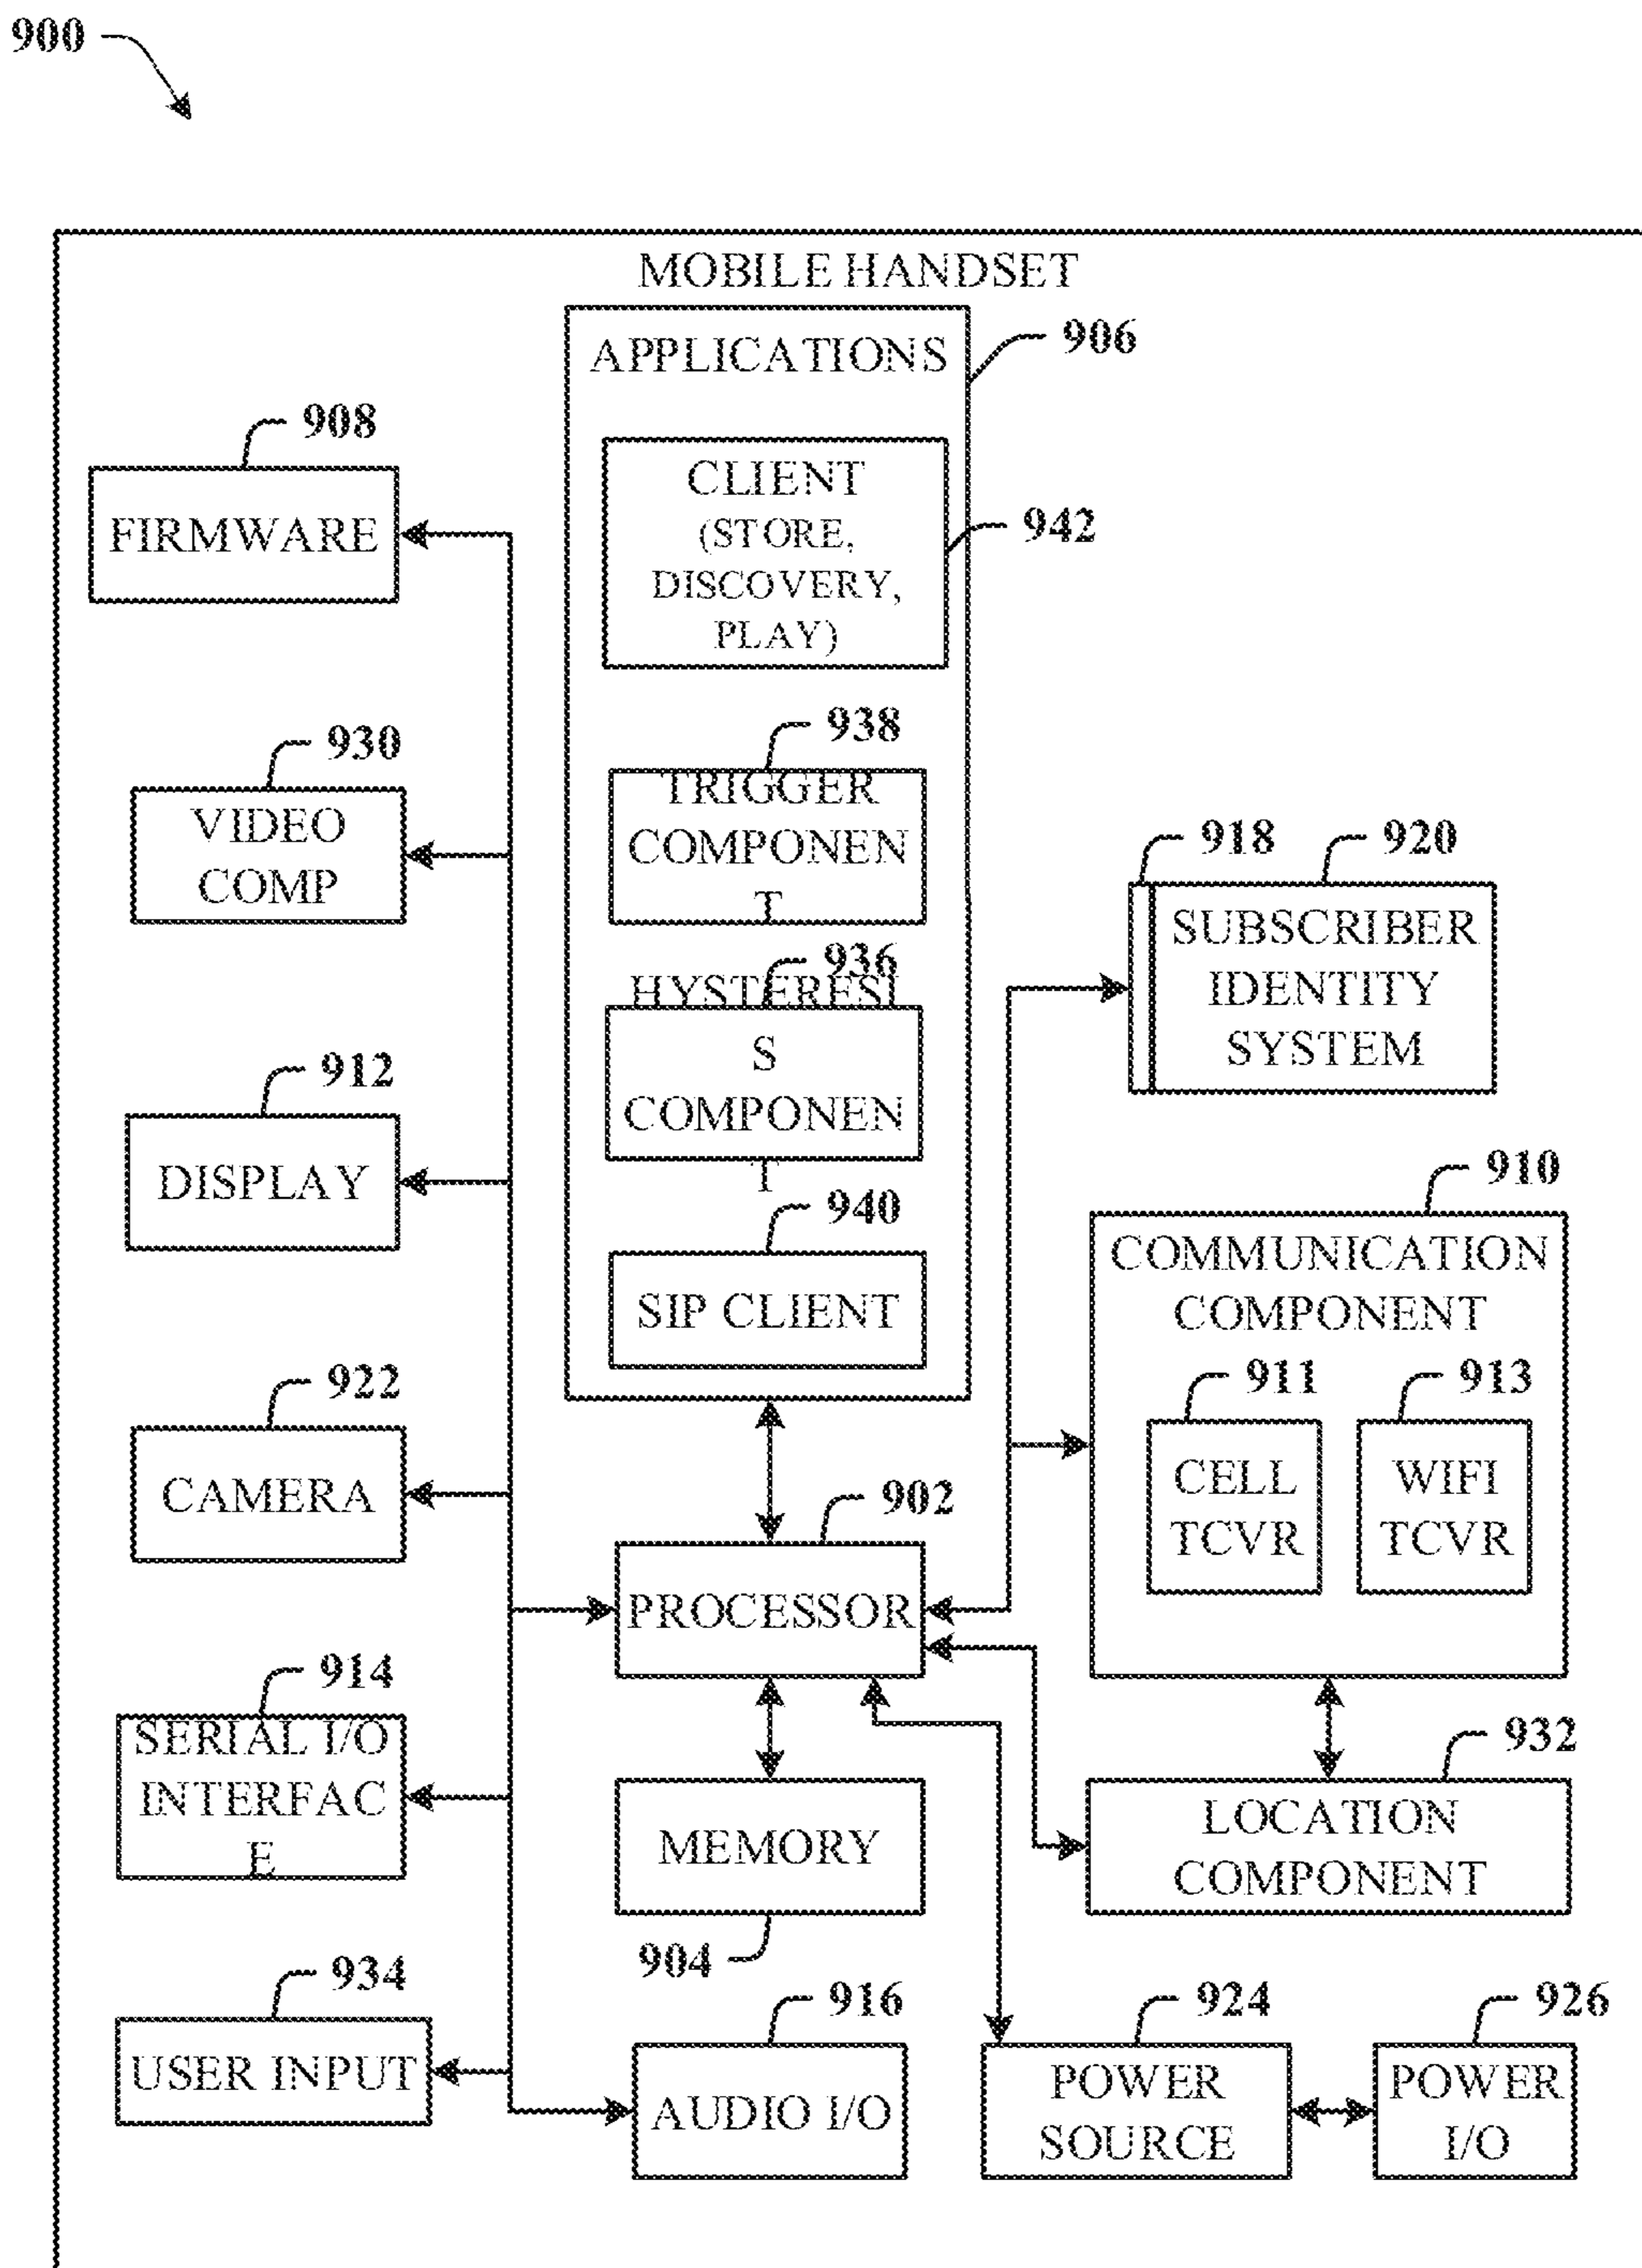 900
MOBILE HANDSET
APPLICATIONS
906
CLIENT
(STORE,
DISCOVERY,
PLAY)
942
938
TRIGGER
COMPONEN
T
936
HYSTERESI
S
COMPONEN
T
940
SIP CLIENT
908
FIRMWARE
930
VIDEO
COMP
912
DISPLAY
922
CAMERA
914
SERIAL I/O
INTERFAC
E
934
USER INPUT
902
PROCESSOR
MEMORY
904
916
AUDIO I/O
918
920
SUBSCRIBER
IDENTITY
SYSTEM
910
COMMUNICATION
COMPONENT
911
CELL
TCVR
913
WIFI
TCVR
932
LOCATION
COMPONENT
924
POWER
SOURCE
926
POWER
I/O